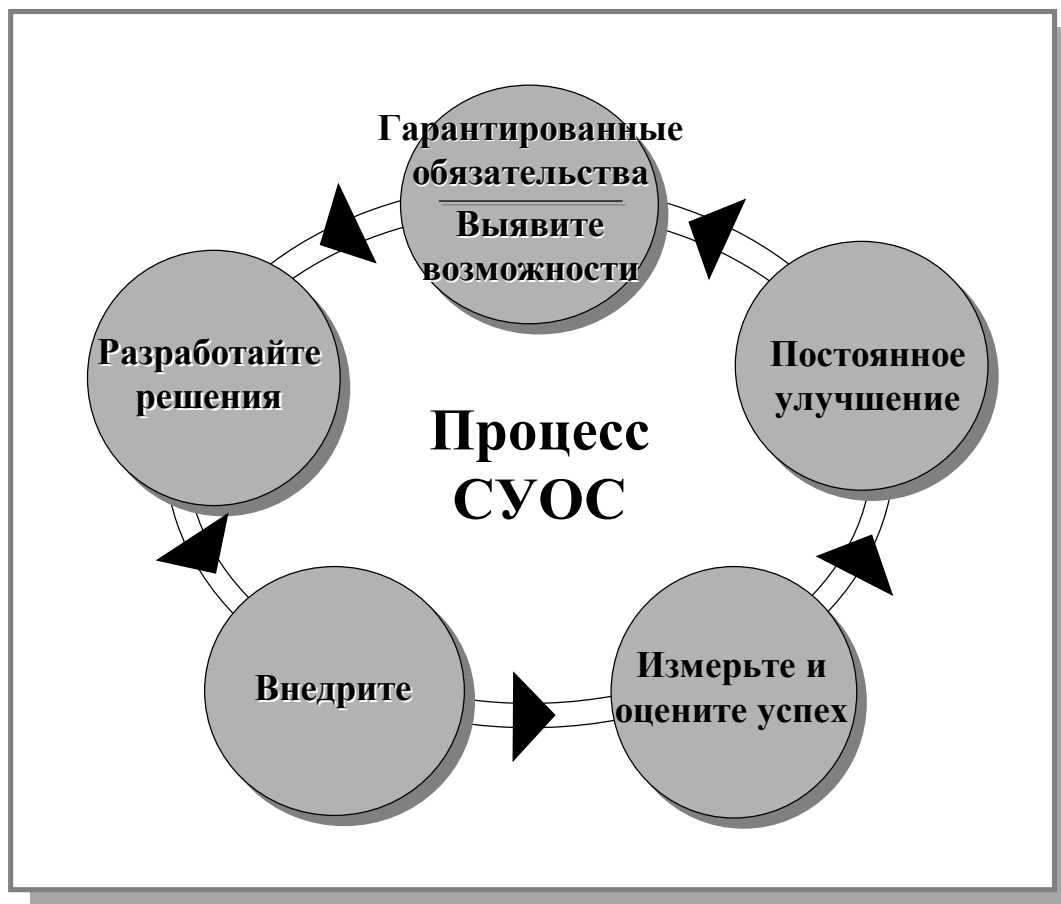 Гарантированные
обязательства
Выявите
возможности
Разработайте
решения
Постоянное
улучшение
Процесс
СУОС
Внедрите
Измерьте и
оцените успех